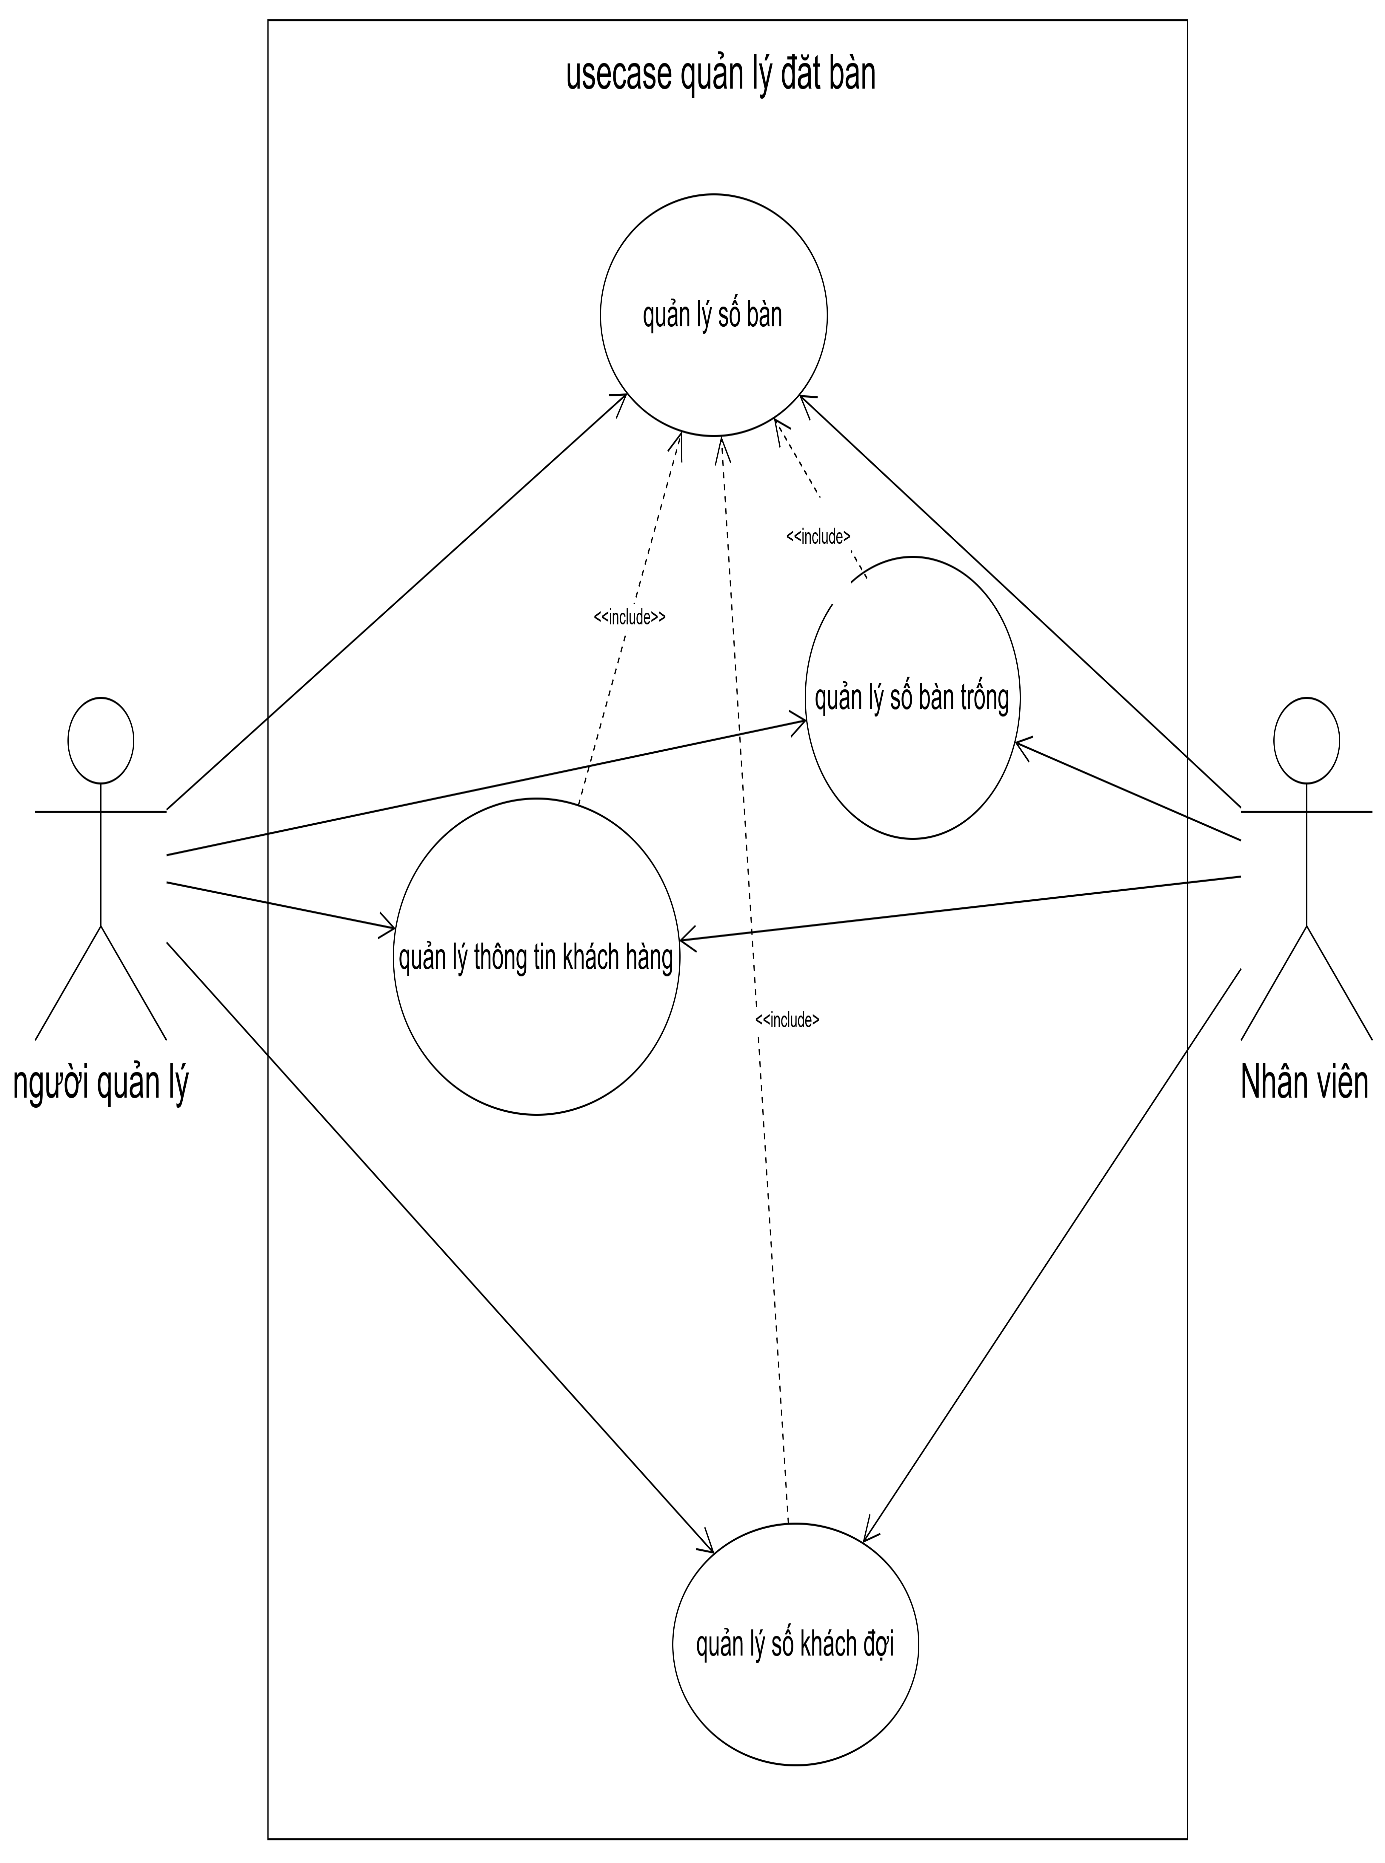 usecase quản lý đăt bàn
quản lý số bàn
<<include>
<<include>>
quản lý số bàn trống
quản lý thông tin khách hàng
<<include>
người quản lý
Nhân viên
quản lý số khách đợi